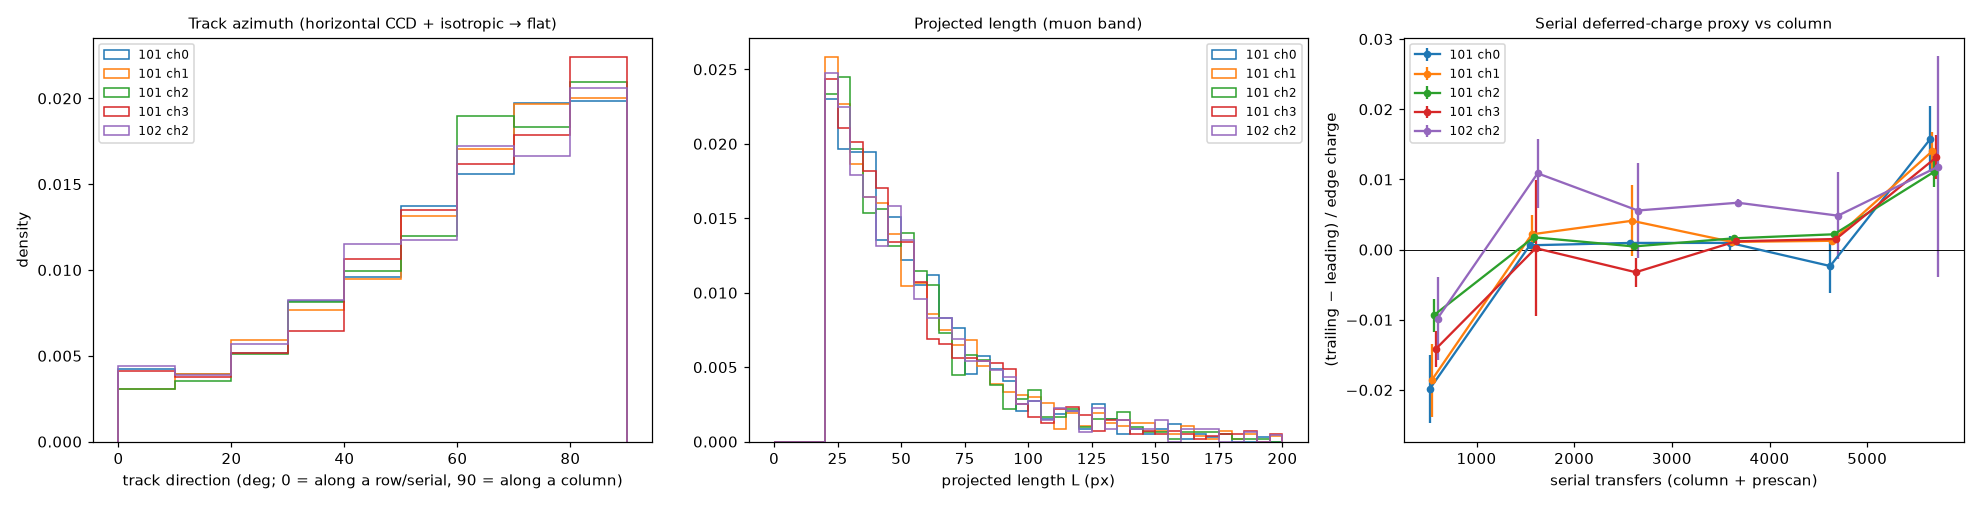 Track azimuth (horizontal CCD + isotropic → flat)
101 ch0
101 ch1
101 ch2
101 ch3
102 ch2
density
0.020
0.015
0.010
0.005
0.000
0
20
40
60
80
track direction (deg; 0 = along a row/serial, 90 = along a column)
Projected length (muon band)
101 ch0
101 ch1
101 ch2
101 ch3
102 ch2
0.025
0.020
0.015
0.010
0.005
0.000
0
25
50
75
100
125
150
175
200
projected length L (px)
Serial deferred-charge proxy vs column
101 ch0
101 ch1
101 ch2
101 ch3
102 ch2
(trailing − leading) / edge charge
0.03
0.02
0.01
0.00
−0.01
−0.02
1000
2000
3000
4000
5000
serial transfers (column + prescan)